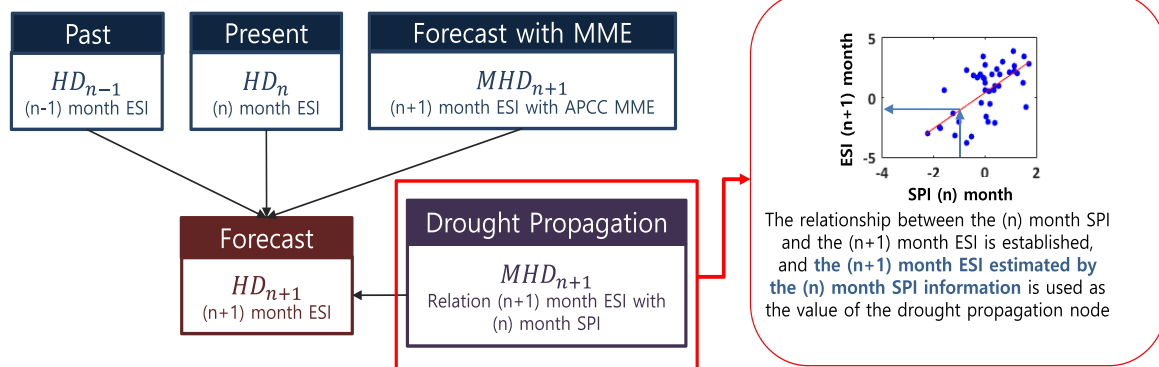 Past
HD_{n-1}
(n-1) month ESI
Present
HD_n
(n) month ESI
Forecast with MME
MHD_{n+1}
(n+1) month ESI with APCC MME
Forecast
HD_{n+1}
(n+1) month ESI
Drought Propagation
MHD_{n+1}
Relation (n+1) month ESI with
(n) month SPI
ESI (n+1) month
5
0
-5
-4
-2
0
2
SPI (n) month
The relationship between the (n) month SPI
and the (n+1) month ESI is established,
and the (n+1) month ESI estimated by
the (n) month SPI information is used as
the value of the drought propagation node